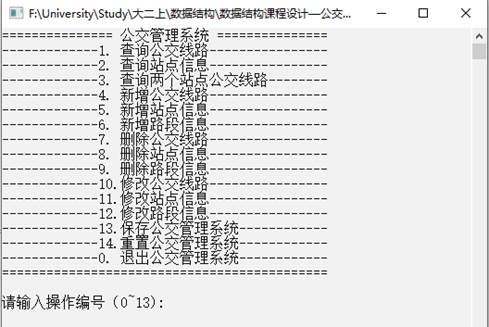 F:\University\Study\大二上\数据结构\数据结构课程设计—公交...
=============== 公交管理系统 ===============
-------------1. 查询公交线路----------------
-------------2. 查询站点信息----------------
-------------3. 查询两个站点公交线路--------
-------------4. 新增公交线路----------------
-------------5. 新增站点信息----------------
-------------6. 新增路段信息----------------
-------------7. 删除公交线路----------------
-------------8. 删除站点信息----------------
-------------9. 删除路段信息----------------
-------------10.修改公交线路----------------
-------------11.修改站点信息----------------
-------------12.修改路段信息----------------
-------------13.保存公交管理系统------------
-------------14.重置公交管理系统------------
-------------0. 退出公交管理系统------------
============================================
请输入操作编号（0~13）: